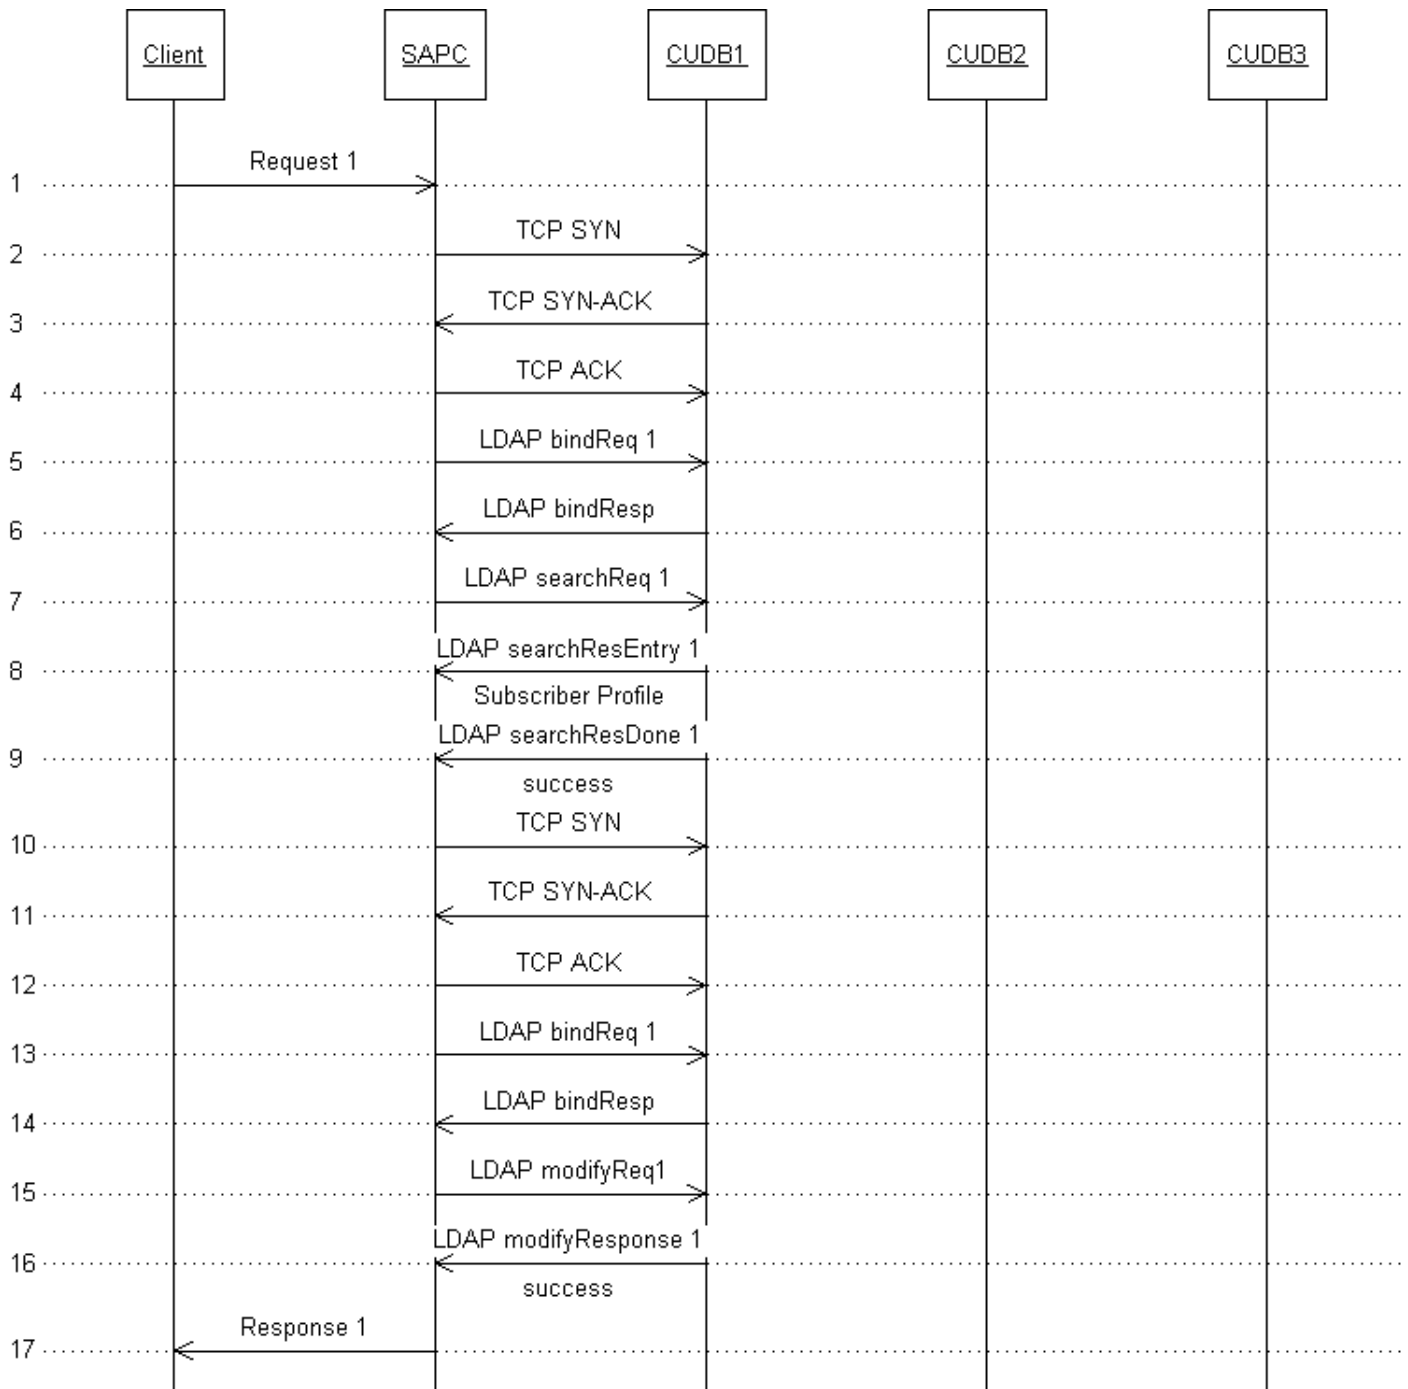 Client SAPC CUDB1 CUDB2 CUDB3
Request 1
1
TCP SYN
2
TCP SYN-ACK
3
TCP ACK
4
LDAP bindReq 1
5
LDAP bindResp
6
LDAP searchReq 1
7
LDAP searchResEntry 1
8
Subscriber Profile
LDAP searchResDone 1
9
success
TCP SYN
10
TCP SYN-ACK
11
TCP ACK
12
LDAP bindReq 1
13
LDAP bindResp
14
LDAP modifyReq1
15
LDAP modifyResponse 1
16
success
Response 1
17